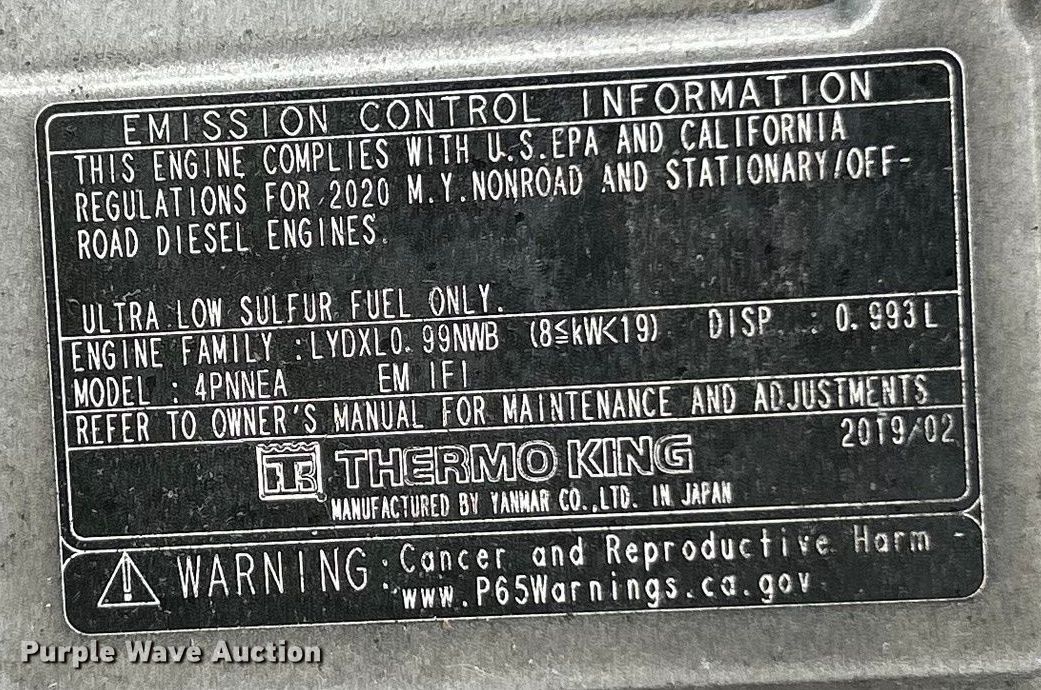 EMISSION CONTROL INFORMATION
THIS ENGINE COMPLIES WITH U.S.EPA AND CALIFORNIA
REGULATIONS FOR 2020 M.Y.NONROAD AND STATIONARY/OFF-
ROAD DIESEL ENGINES.
ULTRA LOW SULFUR FUEL ONLY.
ENGINE FAMILY :LYDXL0.99NWB (8≦kW<19) DISP : 0.993L
MODEL : 4PNNEA EM IFI
REFER TO OWNER'S MANUAL FOR MAINTENANCE AND ADJUSTMENTS
2019/02
TK THERMO KING
MANUFACTURED BY YANMAR CO.,LTD. IN JAPAN
WARNING:Cancer and Reproductive Harm -
www.P65Warnings.ca.gov
Purple Wave Auction